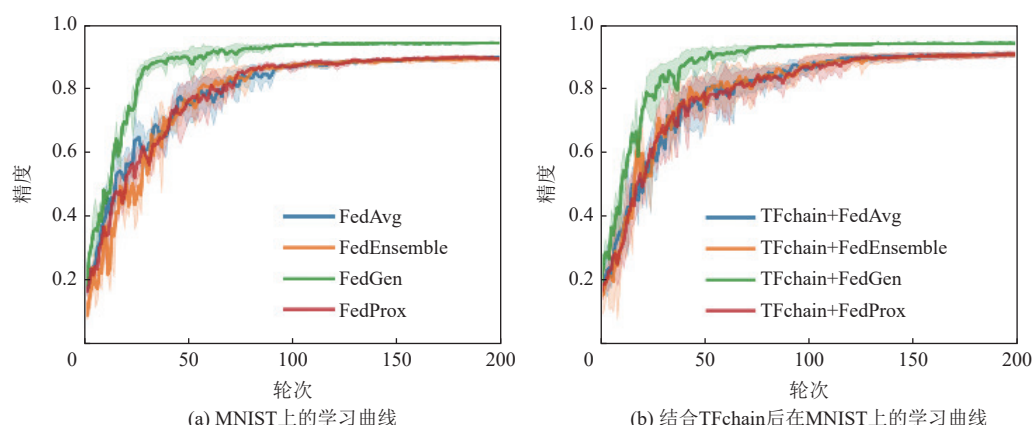 1.0
0.8
0.6
0.4
0.2
0
50
100
150
200
精度
轮次
FedAvg
FedEnsemble
FedGen
FedProx
(a) MNIST上的学习曲线
1.0
0.8
0.6
0.4
0.2
0
50
100
150
200
精度
轮次
TFchain+FedAvg
TFchain+FedEnsemble
TFchain+FedGen
TFchain+FedProx
(b) 结合TFchain后在MNIST上的学习曲线